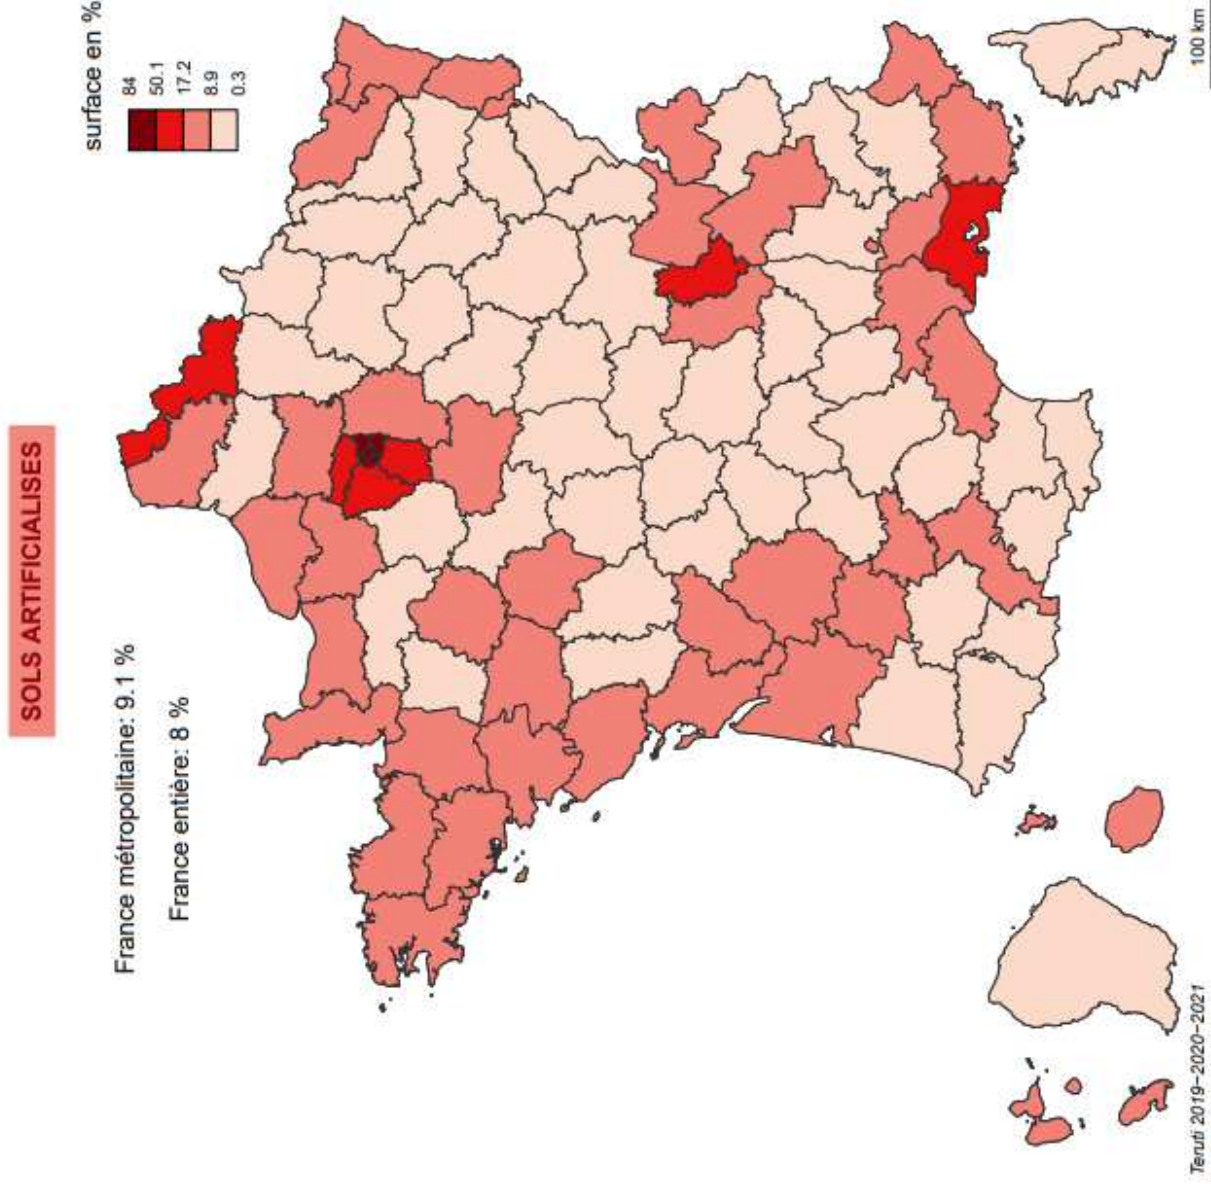 SOLS ARTIFICIALISES
surface en %
84
50.1
17.2
8.9
0.3
France métropolitaine: 9.1 %
France entière: 8 %
100 km
Teruti 2019-2020-2021